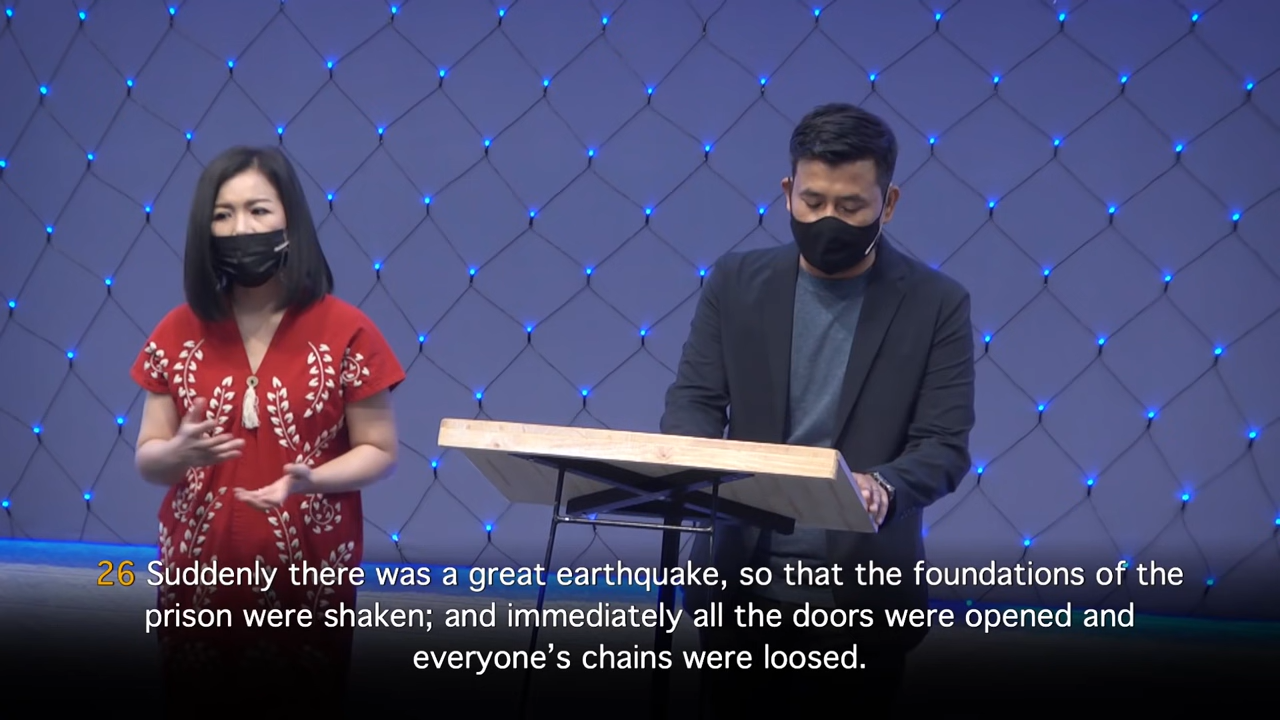 26 Suddenly there was a great earthquake, so that the foundations of the
prison were shaken; and immediately all the doors were opened and
everyone’s chains were loosed.